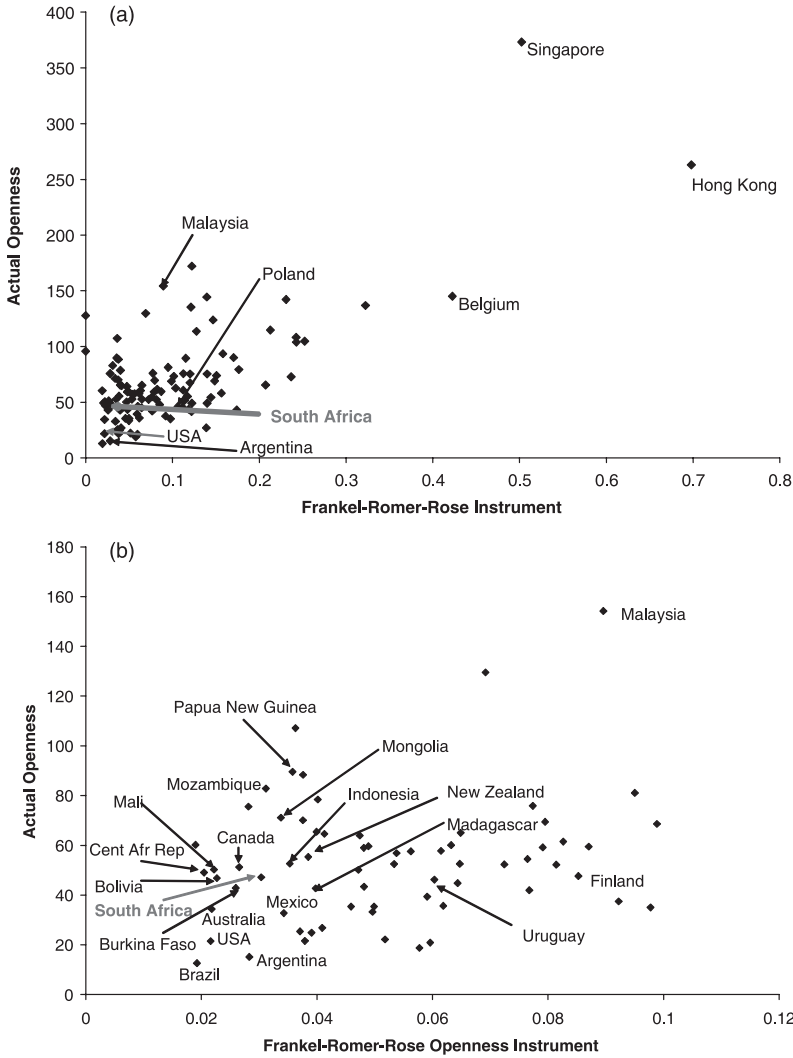 (a)
400
350
300
250
200
150
100
50
0
Actual Openness
Singapore
Hong Kong
Malaysia
Poland
Belgium
South Africa
USA
Argentina
0 0.1 0.2 0.3 0.4 0.5 0.6 0.7 0.8
Frankel-Romer-Rose Instrument
(b)
180
160
140
120
100
80
60
40
20
0
Actual Openness
Malaysia
Papua New Guinea
Mongolia
Mozambique
Indonesia
New Zealand
Mali
Canada
Madagascar
Cent Afr Rep
Bolivia
South Africa
Mexico
Finland
Australia
Burkina Faso
USA
Uruguay
Argentina
Brazil
0 0.02 0.04 0.06 0.08 0.1 0.12
Frankel-Romer-Rose Openness Instrument